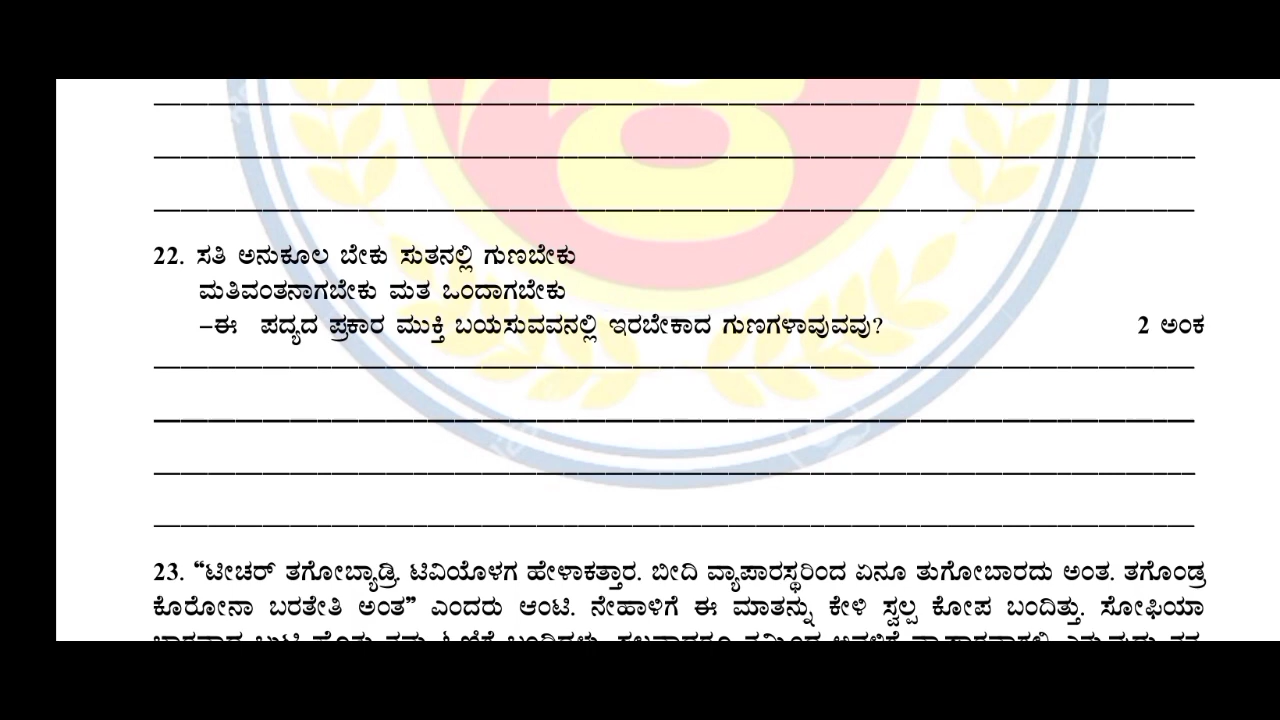 22. ಸತಿ ಅನುಕೂಲ ಬೇಕು ಸುತನಲ್ಲಿ ಗುಣಬೇಕು
ಮತಿವಂತನಾಗಬೇಕು ಮತ ಒಂದಾಗಬೇಕು
–ಈ ಪದ್ಯದ ಪ್ರಕಾರ ಮುಕ್ತಿ ಬಯಸುವವನಲ್ಲಿ ಇರಬೇಕಾದ ಗುಣಗಳಾವುವವು? 2 ಅಂಕ
23. “ಟೀಚರ್ ತಗೋಬ್ಯಾಡ್ರಿ. ಟಿವಿಯೊಳಗ ಹೇಳಾಕತ್ತಾರ. ಬೀದಿ ವ್ಯಾಪಾರಸ್ಥರಿಂದ ಏನೂ ತುಗೋಬಾರದು ಅಂತ. ತಗೊಂಡ್ರ
ಕೊರೋನಾ ಬರತೇತಿ ಅಂತ” ಎಂದರು ಆಂಟಿ. ನೇಹಾಳಿಗೆ ಈ ಮಾತನ್ನು ಕೇಳಿ ಸ್ವಲ್ಪ ಕೋಪ ಬಂದಿತ್ತು. ಸೋಫಿಯಾ